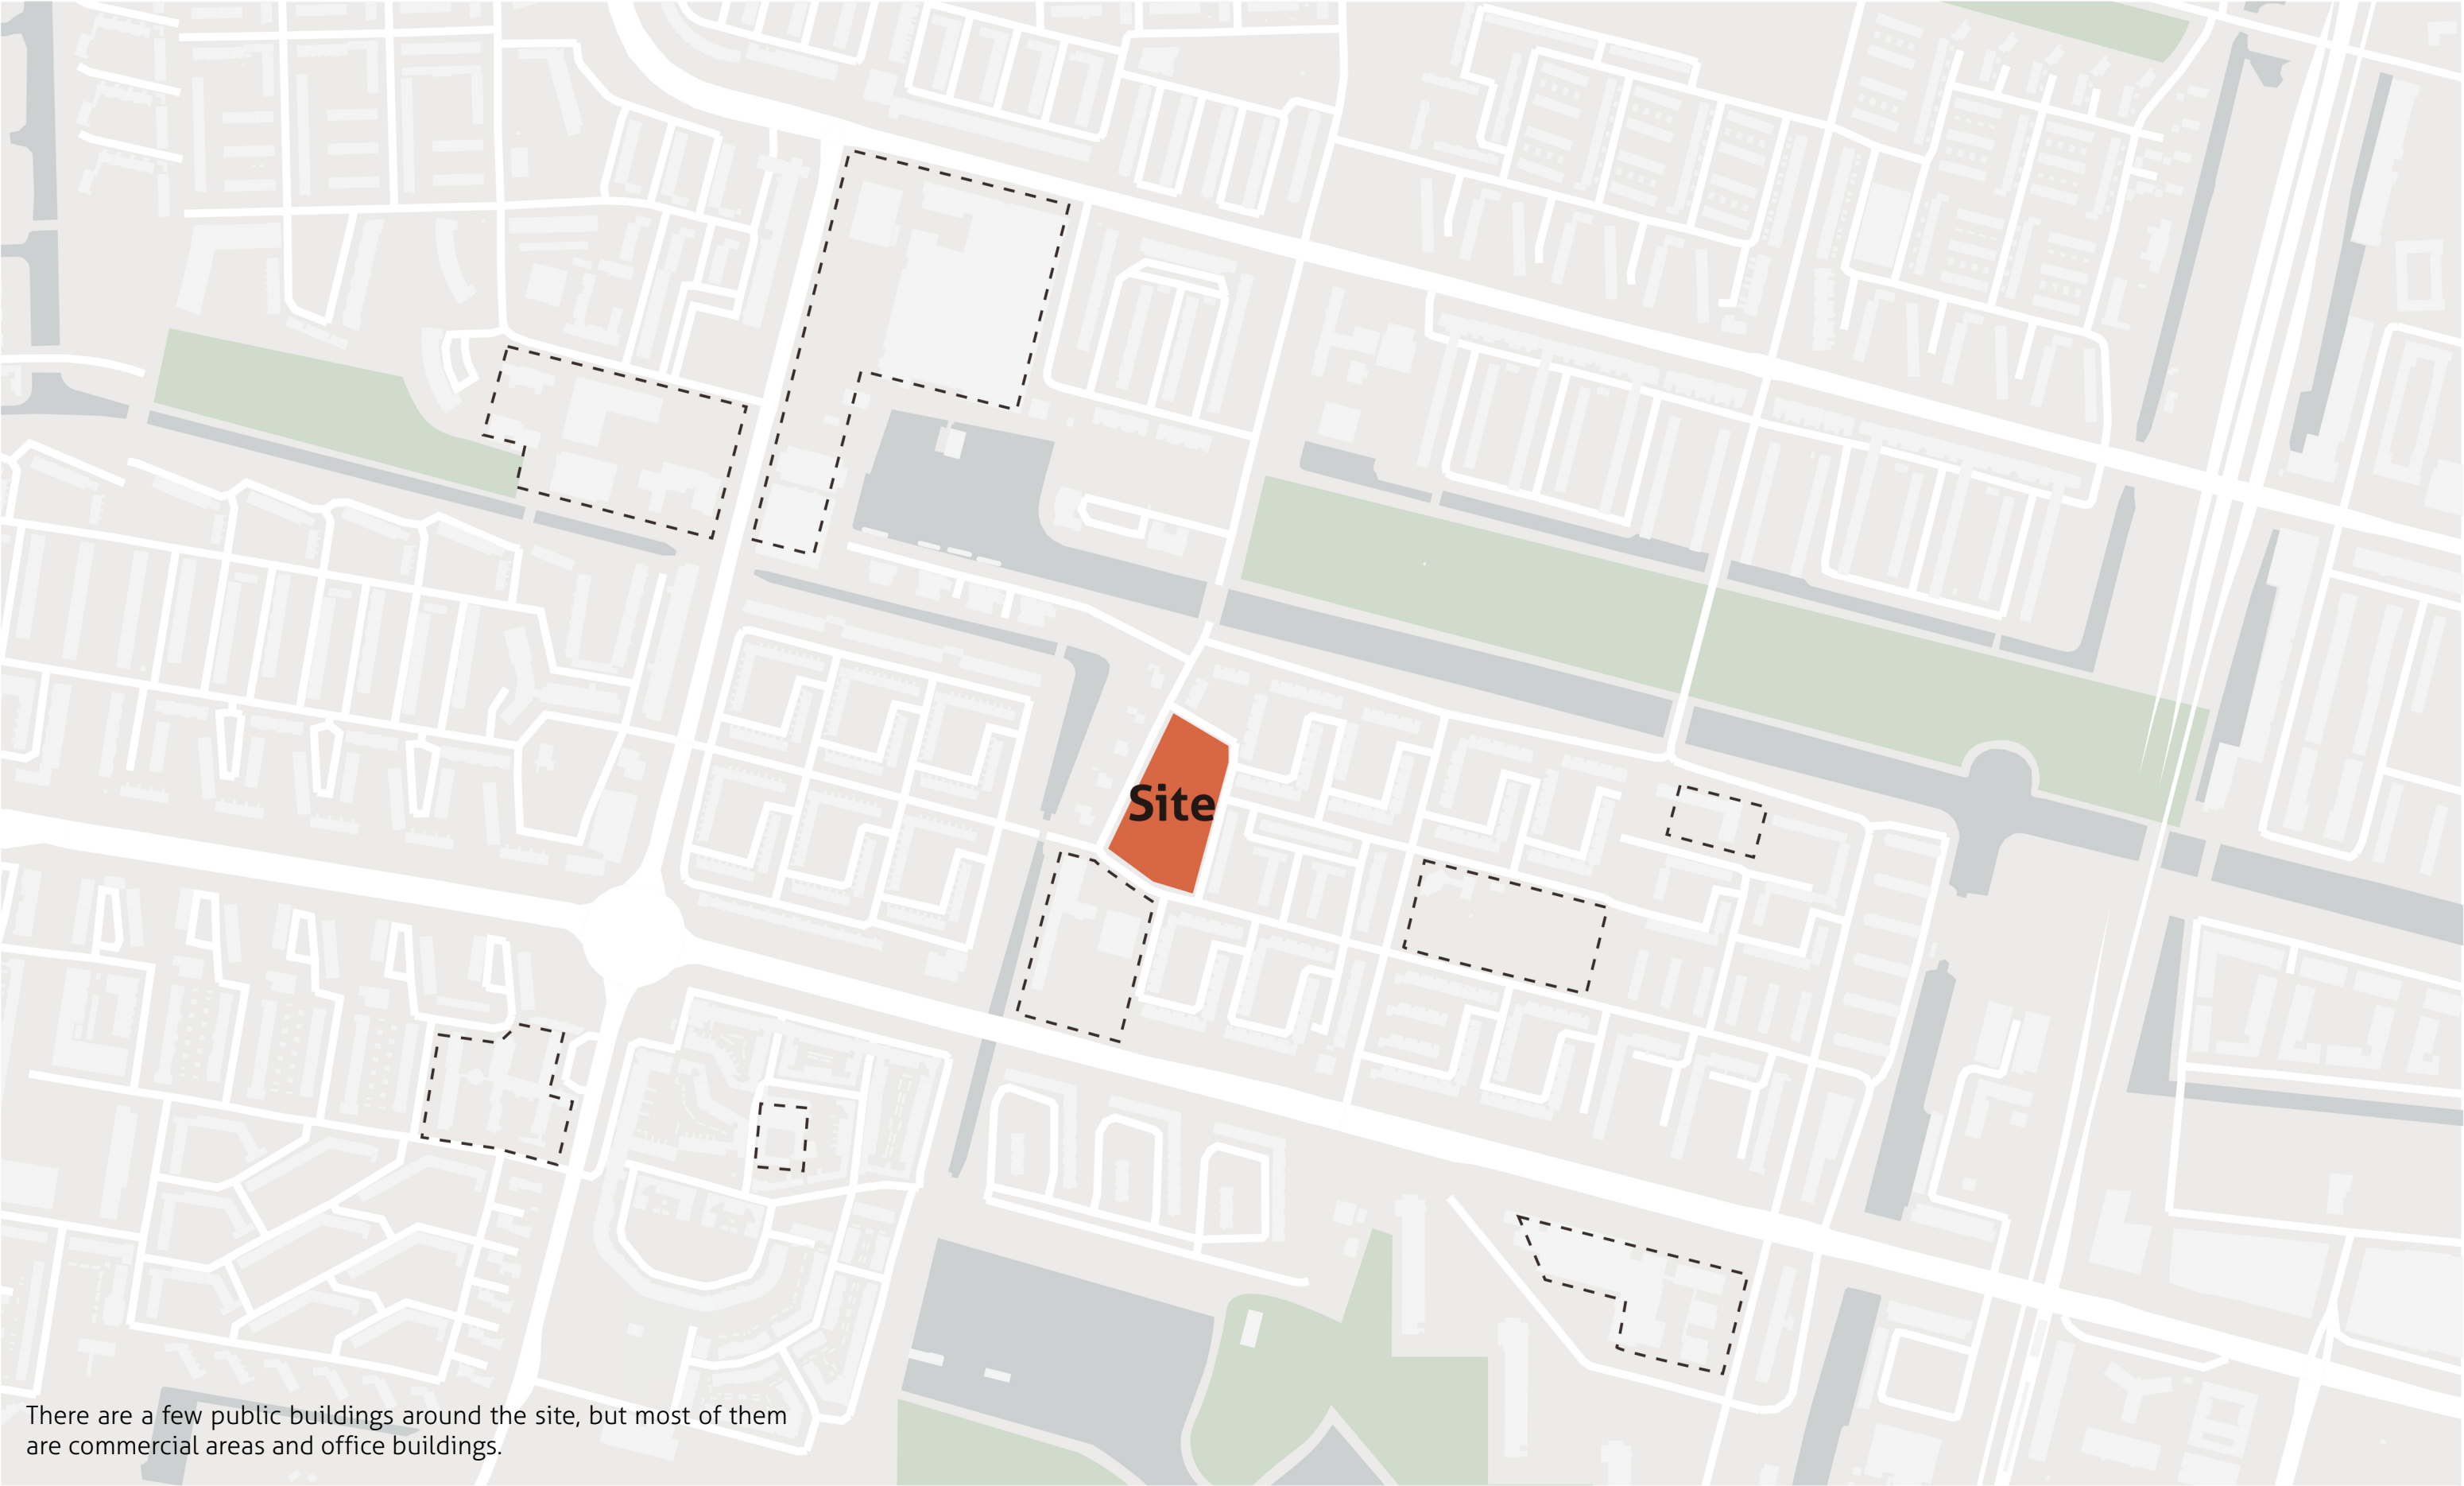 Site
There are a few public buildings around the site, but most of them
are commercial areas and office buildings.